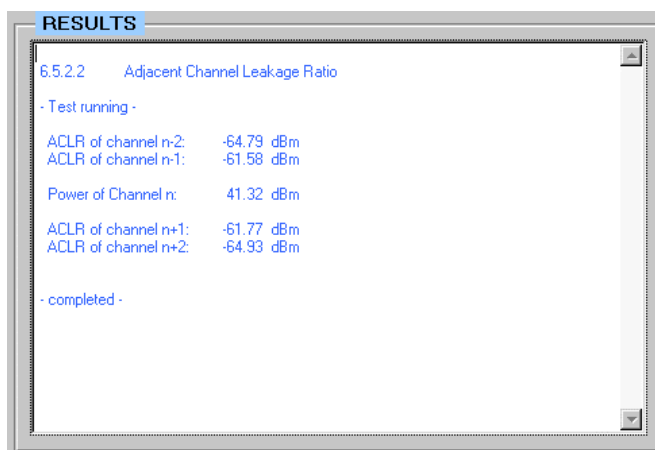 RESULTS
6.5.2.2 Adjacent Channel Leakage Ratio
- Test running -
ACLR of channel n-2: -64.79 dBm
ACLR of channel n-1: -61.58 dBm
Power of Channel n: 41.32 dBm
ACLR of channel n+1: -61.77 dBm
ACLR of channel n+2: -64.93 dBm
- completed -